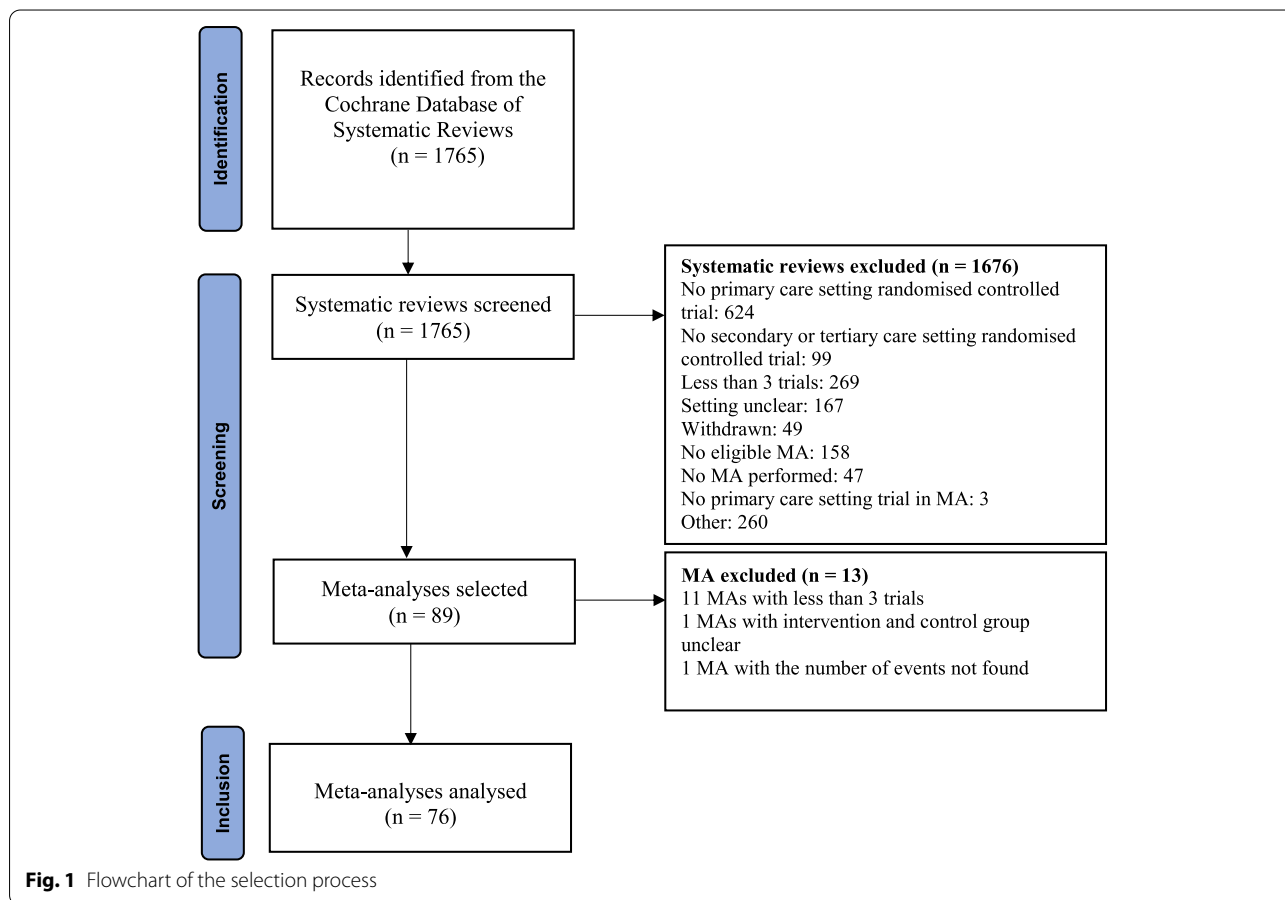 Identification
Records identified from the
Cochrane Database of
Systematic Reviews
(n = 1765)
Screening
Systematic reviews screened
(n = 1765)
Systematic reviews excluded (n = 1676)
No primary care setting randomised controlled
trial: 624
No secondary or tertiary care setting randomised
controlled trial: 99
Less than 3 trials: 269
Setting unclear: 167
Withdrawn: 49
No eligible MA: 158
No MA performed: 47
No primary care setting trial in MA: 3
Other: 260
Meta-analyses selected
(n = 89)
MA excluded (n = 13)
11 MAs with less than 3 trials
1 MAs with intervention and control group
unclear
1 MA with the number of events not found
Inclusion
Meta-analyses analysed
(n = 76)
Fig. 1 Flowchart of the selection process